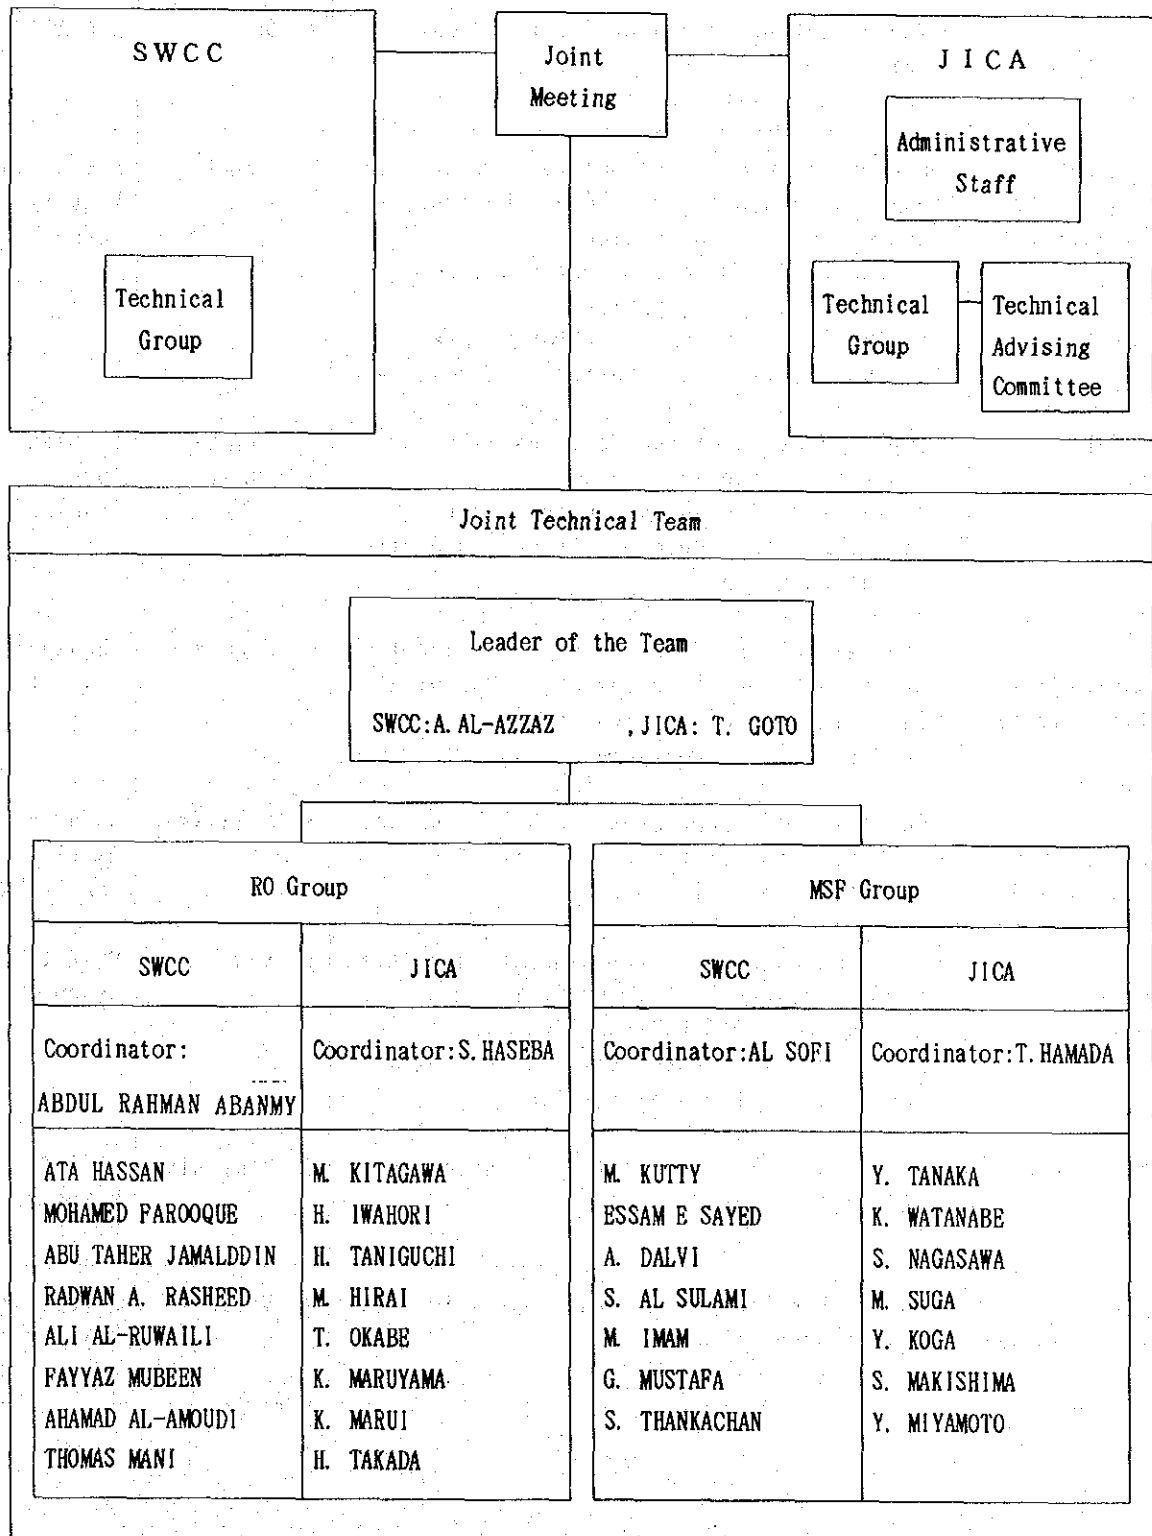 SWCC
Joint
Meeting
JICA
Administrative
Staff
Technical
Group
Technical
Group
Technical
Advising
Committee
Joint Technical Team
Leader of the Team
SWCC:A. AL-AZZAZ , JICA: T. GOTO
RO Group
SWCC
JICA
Coordinator:
ABDUL RAHMAN ABANMY
Coordinator:S. HASEBA
ATA HASSAN
MOHAMED FAROOQUE
ABU TAHER JAMALDDIN
RADWAN A. RASHEED
ALI AL-RUWAILI
FAYYAZ MUBEEN
AHAMAD AL-AMOUDI
THOMAS MANI
M. KITAGAWA
H. IWAHORI
H. TANIGUCHI
M. HIRAI
T. OKABE
K. MARUYAMA
K. MARUI
H. TAKADA
MSF Group
SWCC
JICA
Coordinator:AL SOFI
Coordinator:T. HAMADA
M. KUTTY
ESSAM E SAYED
A. DALVI
S. AL SULAMI
M. IMAM
G. MUSTAFA
S. THANKACHAN
Y. TANAKA
K. WATANABE
S. NAGASAWA
M. SUGA
Y. KOGA
S. MAKISHIMA
Y. MIYAMOTO